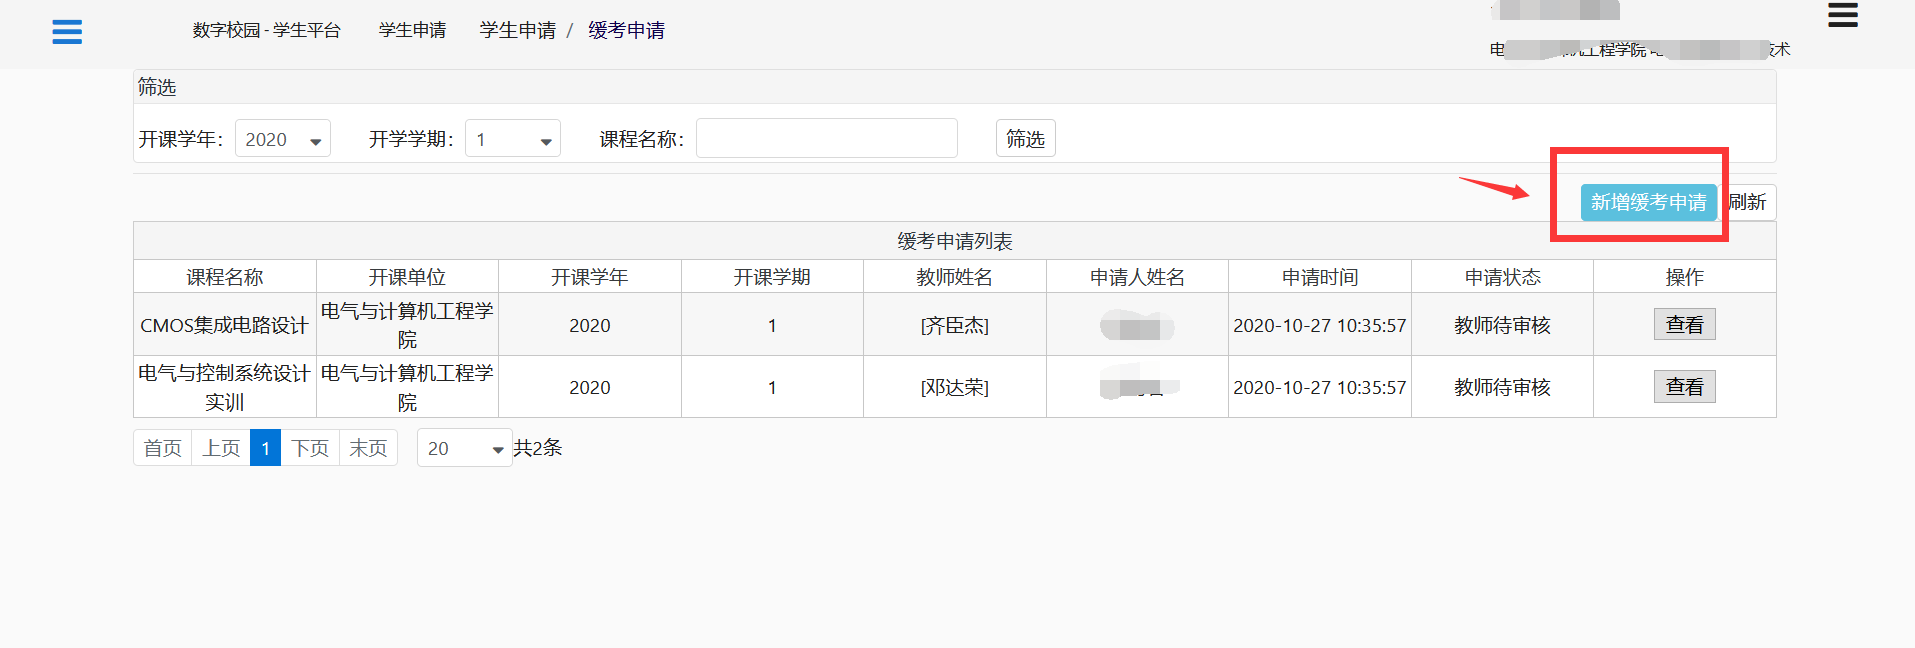 数字校园 - 学生平台 学生申请 学生申请 / 缓考申请
电 工程学院 技术
筛选
开课学年： 2020 开学学期： 1 课程名称： 筛选
新增缓考申请 刷新
缓考申请列表
课程名称 开课单位 开课学年 开课学期 教师姓名 申请人姓名 申请时间 申请状态 操作
CMOS集成电路设计 电气与计算机工程学院 2020 1 [齐臣杰] 2020-10-27 10:35:57 教师待审核 查看
电气与控制系统设计实训 电气与计算机工程学院 2020 1 [邓达荣] 2020-10-27 10:35:57 教师待审核 查看
首页 上页 1 下页 末页 20 共2条